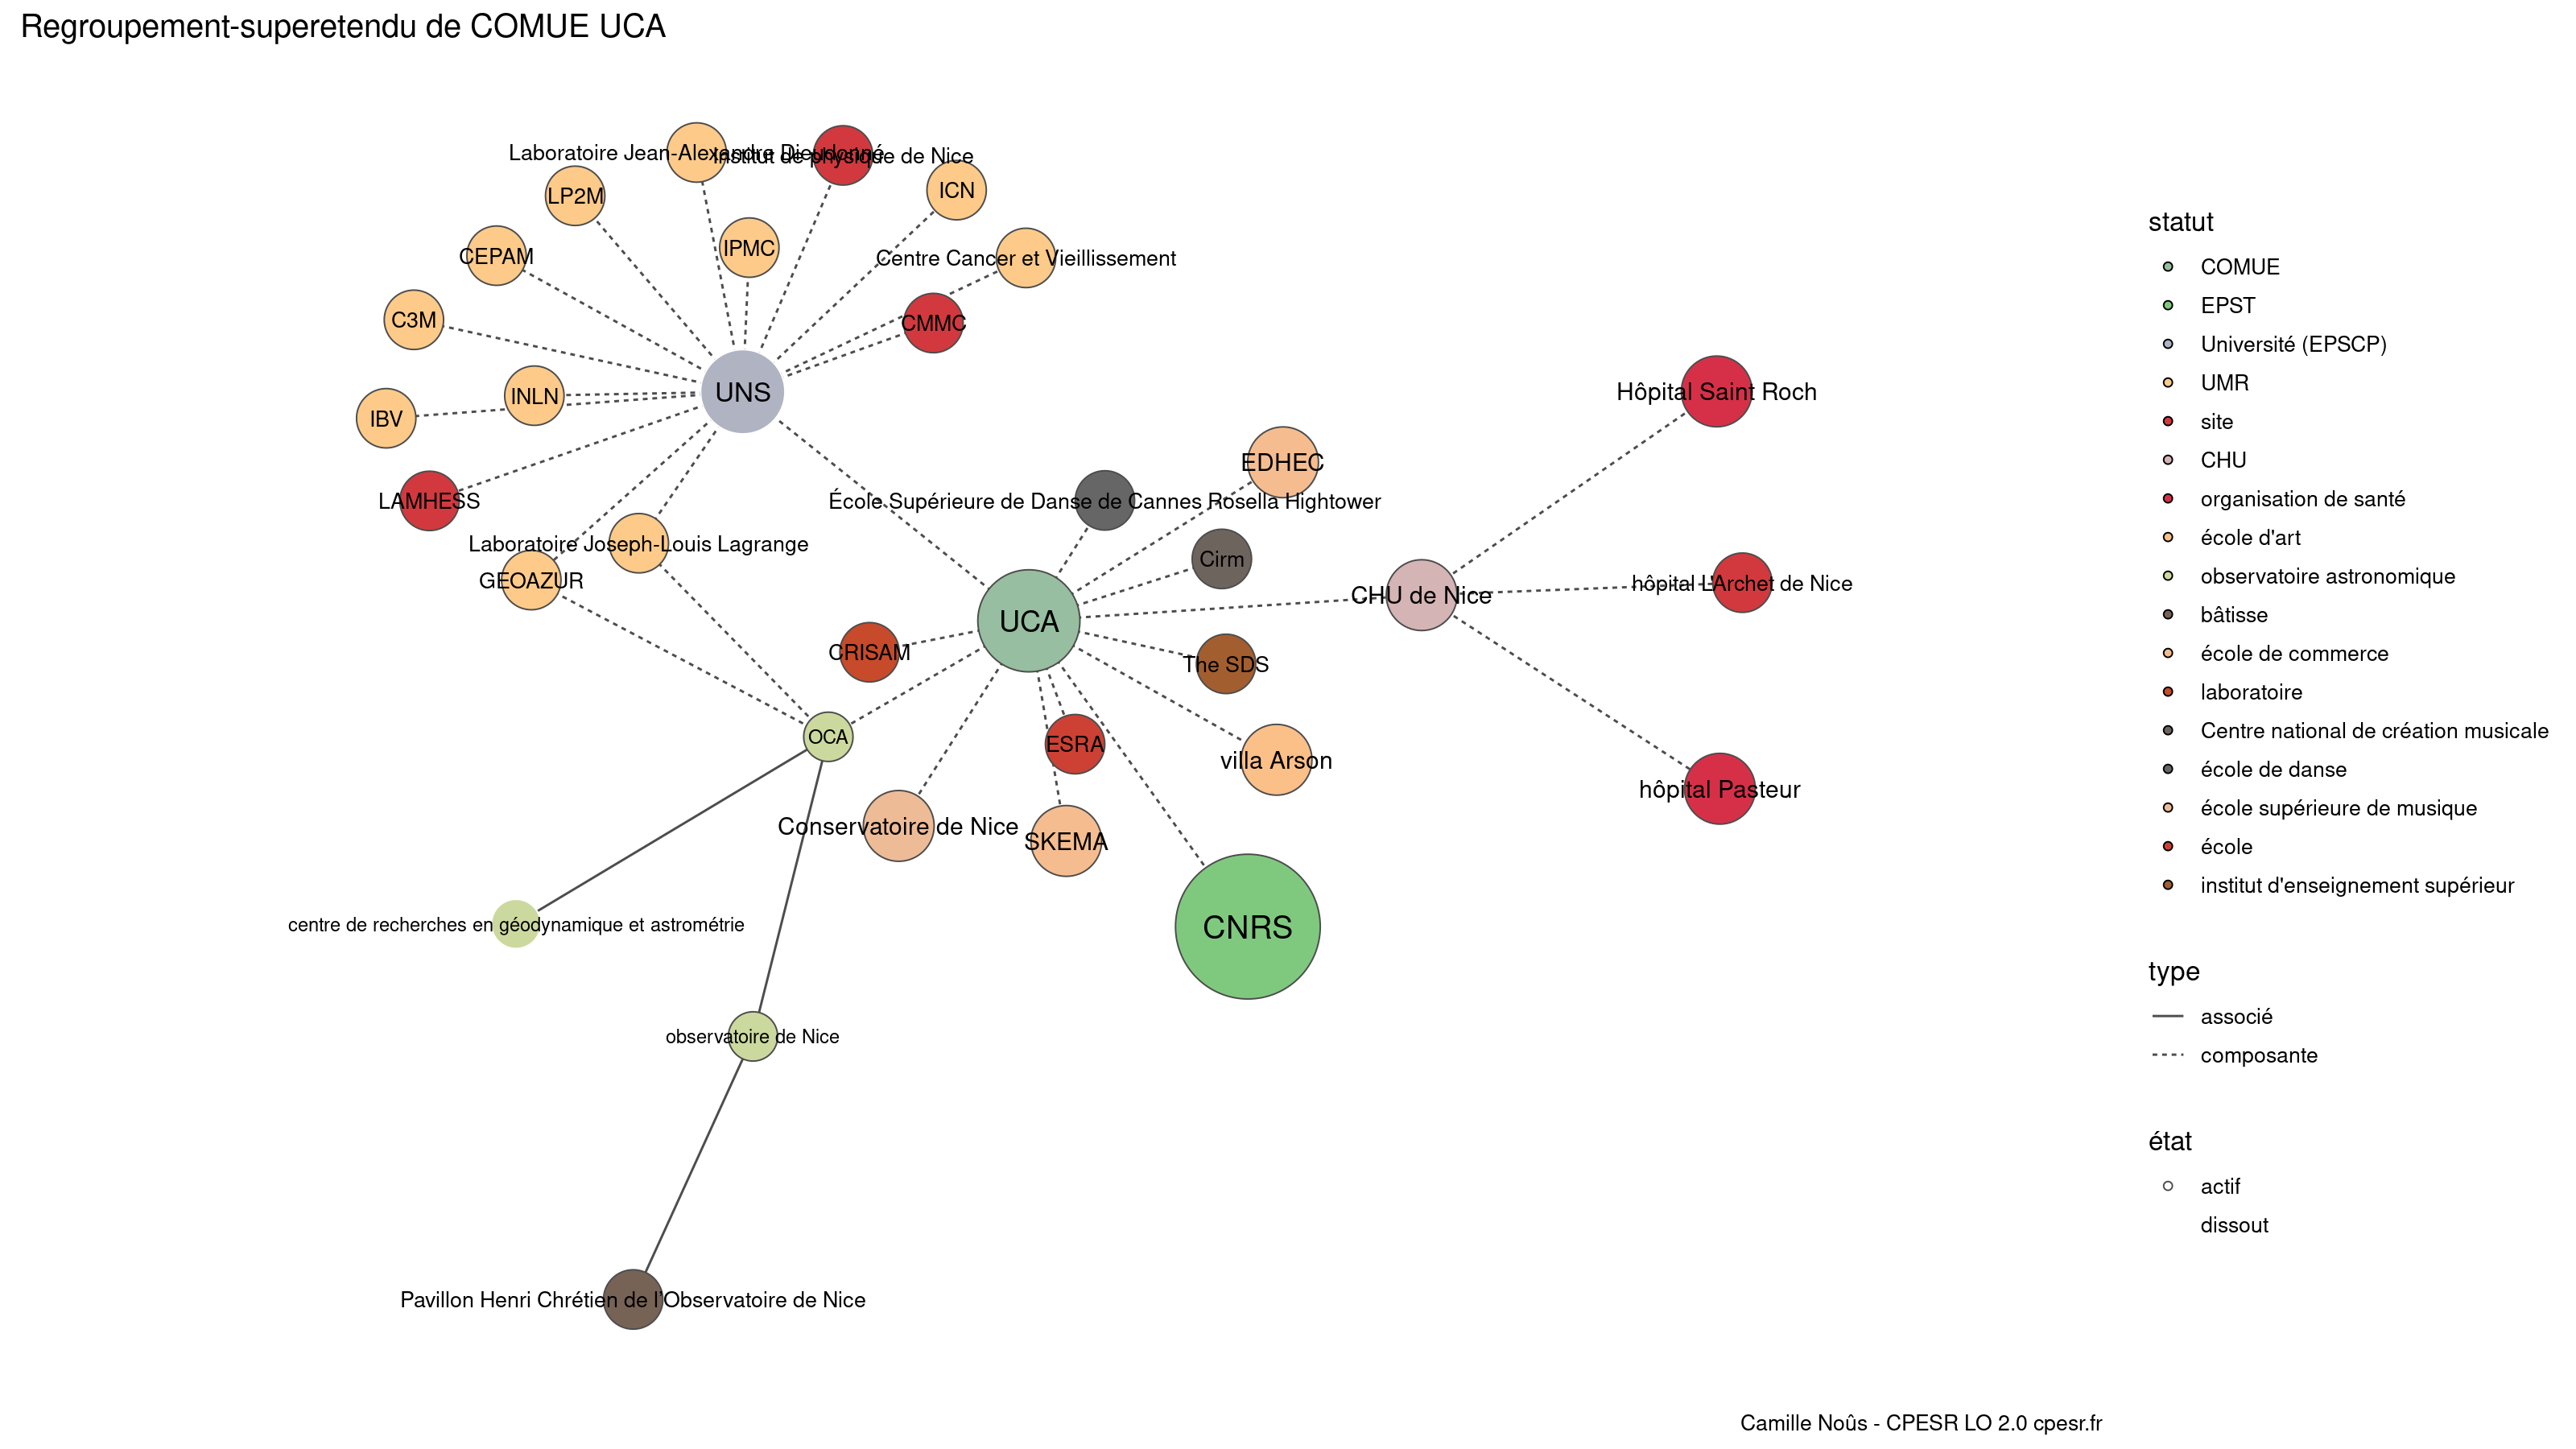 Regroupement-superetendu de COMUE UCA
Laboratoire Jean-Alexandre Dieudonné
Institut de physique de Nice
LP2M
ICN
IPMC
CEPAM
Centre Cancer et Vieillissement
C3M
CMMC
UNS
INLN
IBV
Hôpital Saint Roch
EDHEC
LAMHESS
École Supérieure de Danse de Cannes Rosella Hightower
Laboratoire Joseph-Louis Lagrange
Cirm
GEOAZUR
hôpital L'Archet de Nice
CHU de Nice
UCA
CRISAM
The SDS
OCA
ESRA
villa Arson
hôpital Pasteur
Conservatoire de Nice
SKEMA
centre de recherches en géodynamique et astrométrie
CNRS
observatoire de Nice
Pavillon Henri Chrétien de l'Observatoire de Nice
statut
COMUE
EPST
Université (EPSCP)
UMR
site
CHU
organisation de santé
école d'art
observatoire astronomique
bâtisse
école de commerce
laboratoire
Centre national de création musicale
école de danse
école supérieure de musique
école
institut d'enseignement supérieur
type
associé
composante
état
actif
dissout
Camille Noûs - CPESR LO 2.0 cpesr.fr